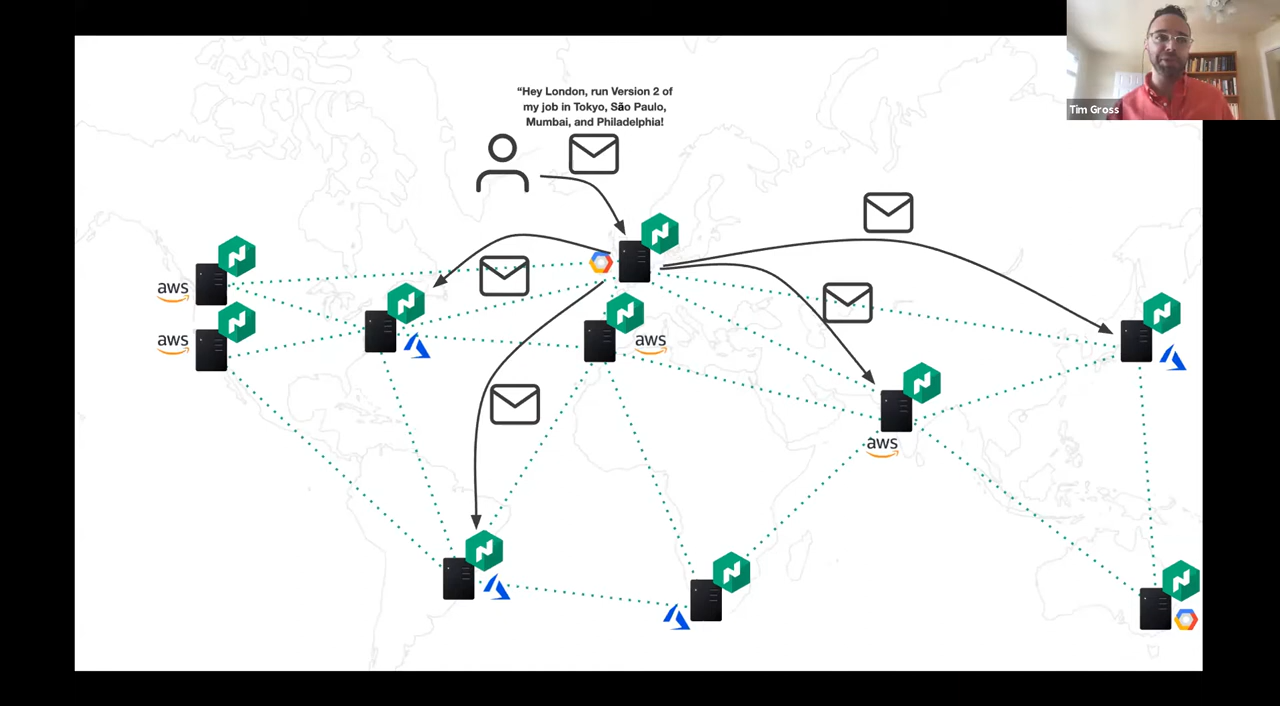 “Hey London, run Version 2 of
my job in Tokyo, São Paulo,
Mumbai, and Philadelphia!
Tim Gross
aws
aws
aws
aws